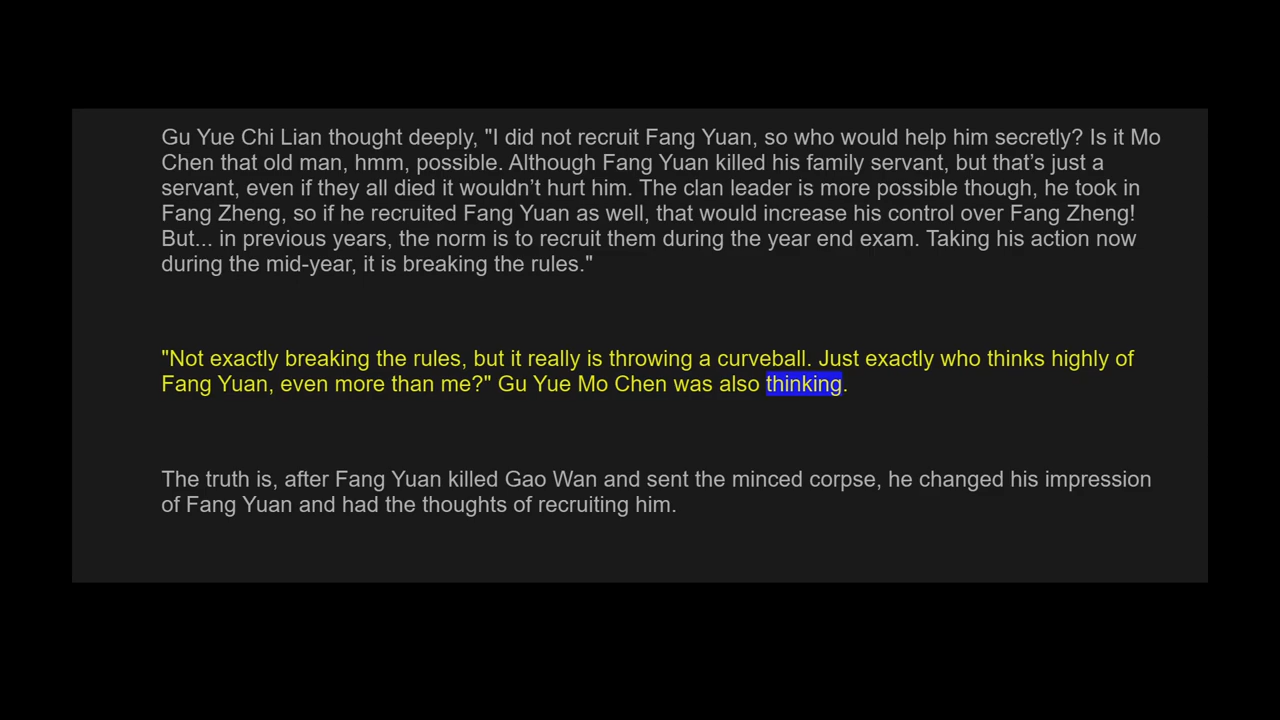 Gu Yue Chi Lian thought deeply, "I did not recruit Fang Yuan, so who would help him secretly? Is it Mo
Chen that old man, hmm, possible. Although Fang Yuan killed his family servant, but that’s just a
servant, even if they all died it wouldn’t hurt him. The clan leader is more possible though, he took in
Fang Zheng, so if he recruited Fang Yuan as well, that would increase his control over Fang Zheng!
But... in previous years, the norm is to recruit them during the year end exam. Taking his action now
during the mid-year, it is breaking the rules."
"Not exactly breaking the rules, but it really is throwing a curveball. Just exactly who thinks highly of
Fang Yuan, even more than me?" Gu Yue Mo Chen was also thinking.
The truth is, after Fang Yuan killed Gao Wan and sent the minced corpse, he changed his impression
of Fang Yuan and had the thoughts of recruiting him.